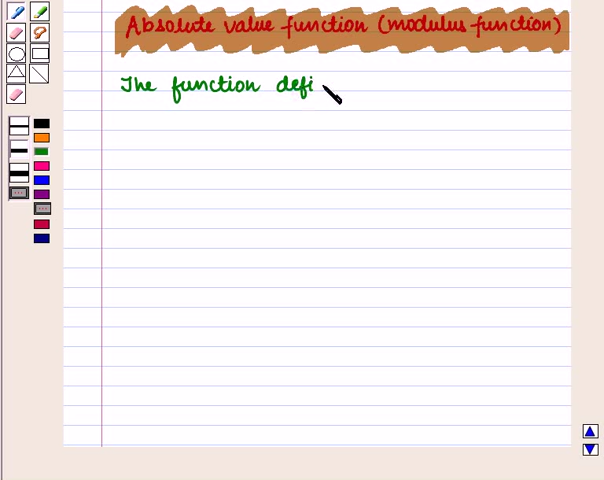 Absolute value function (modulus function)
The function defi